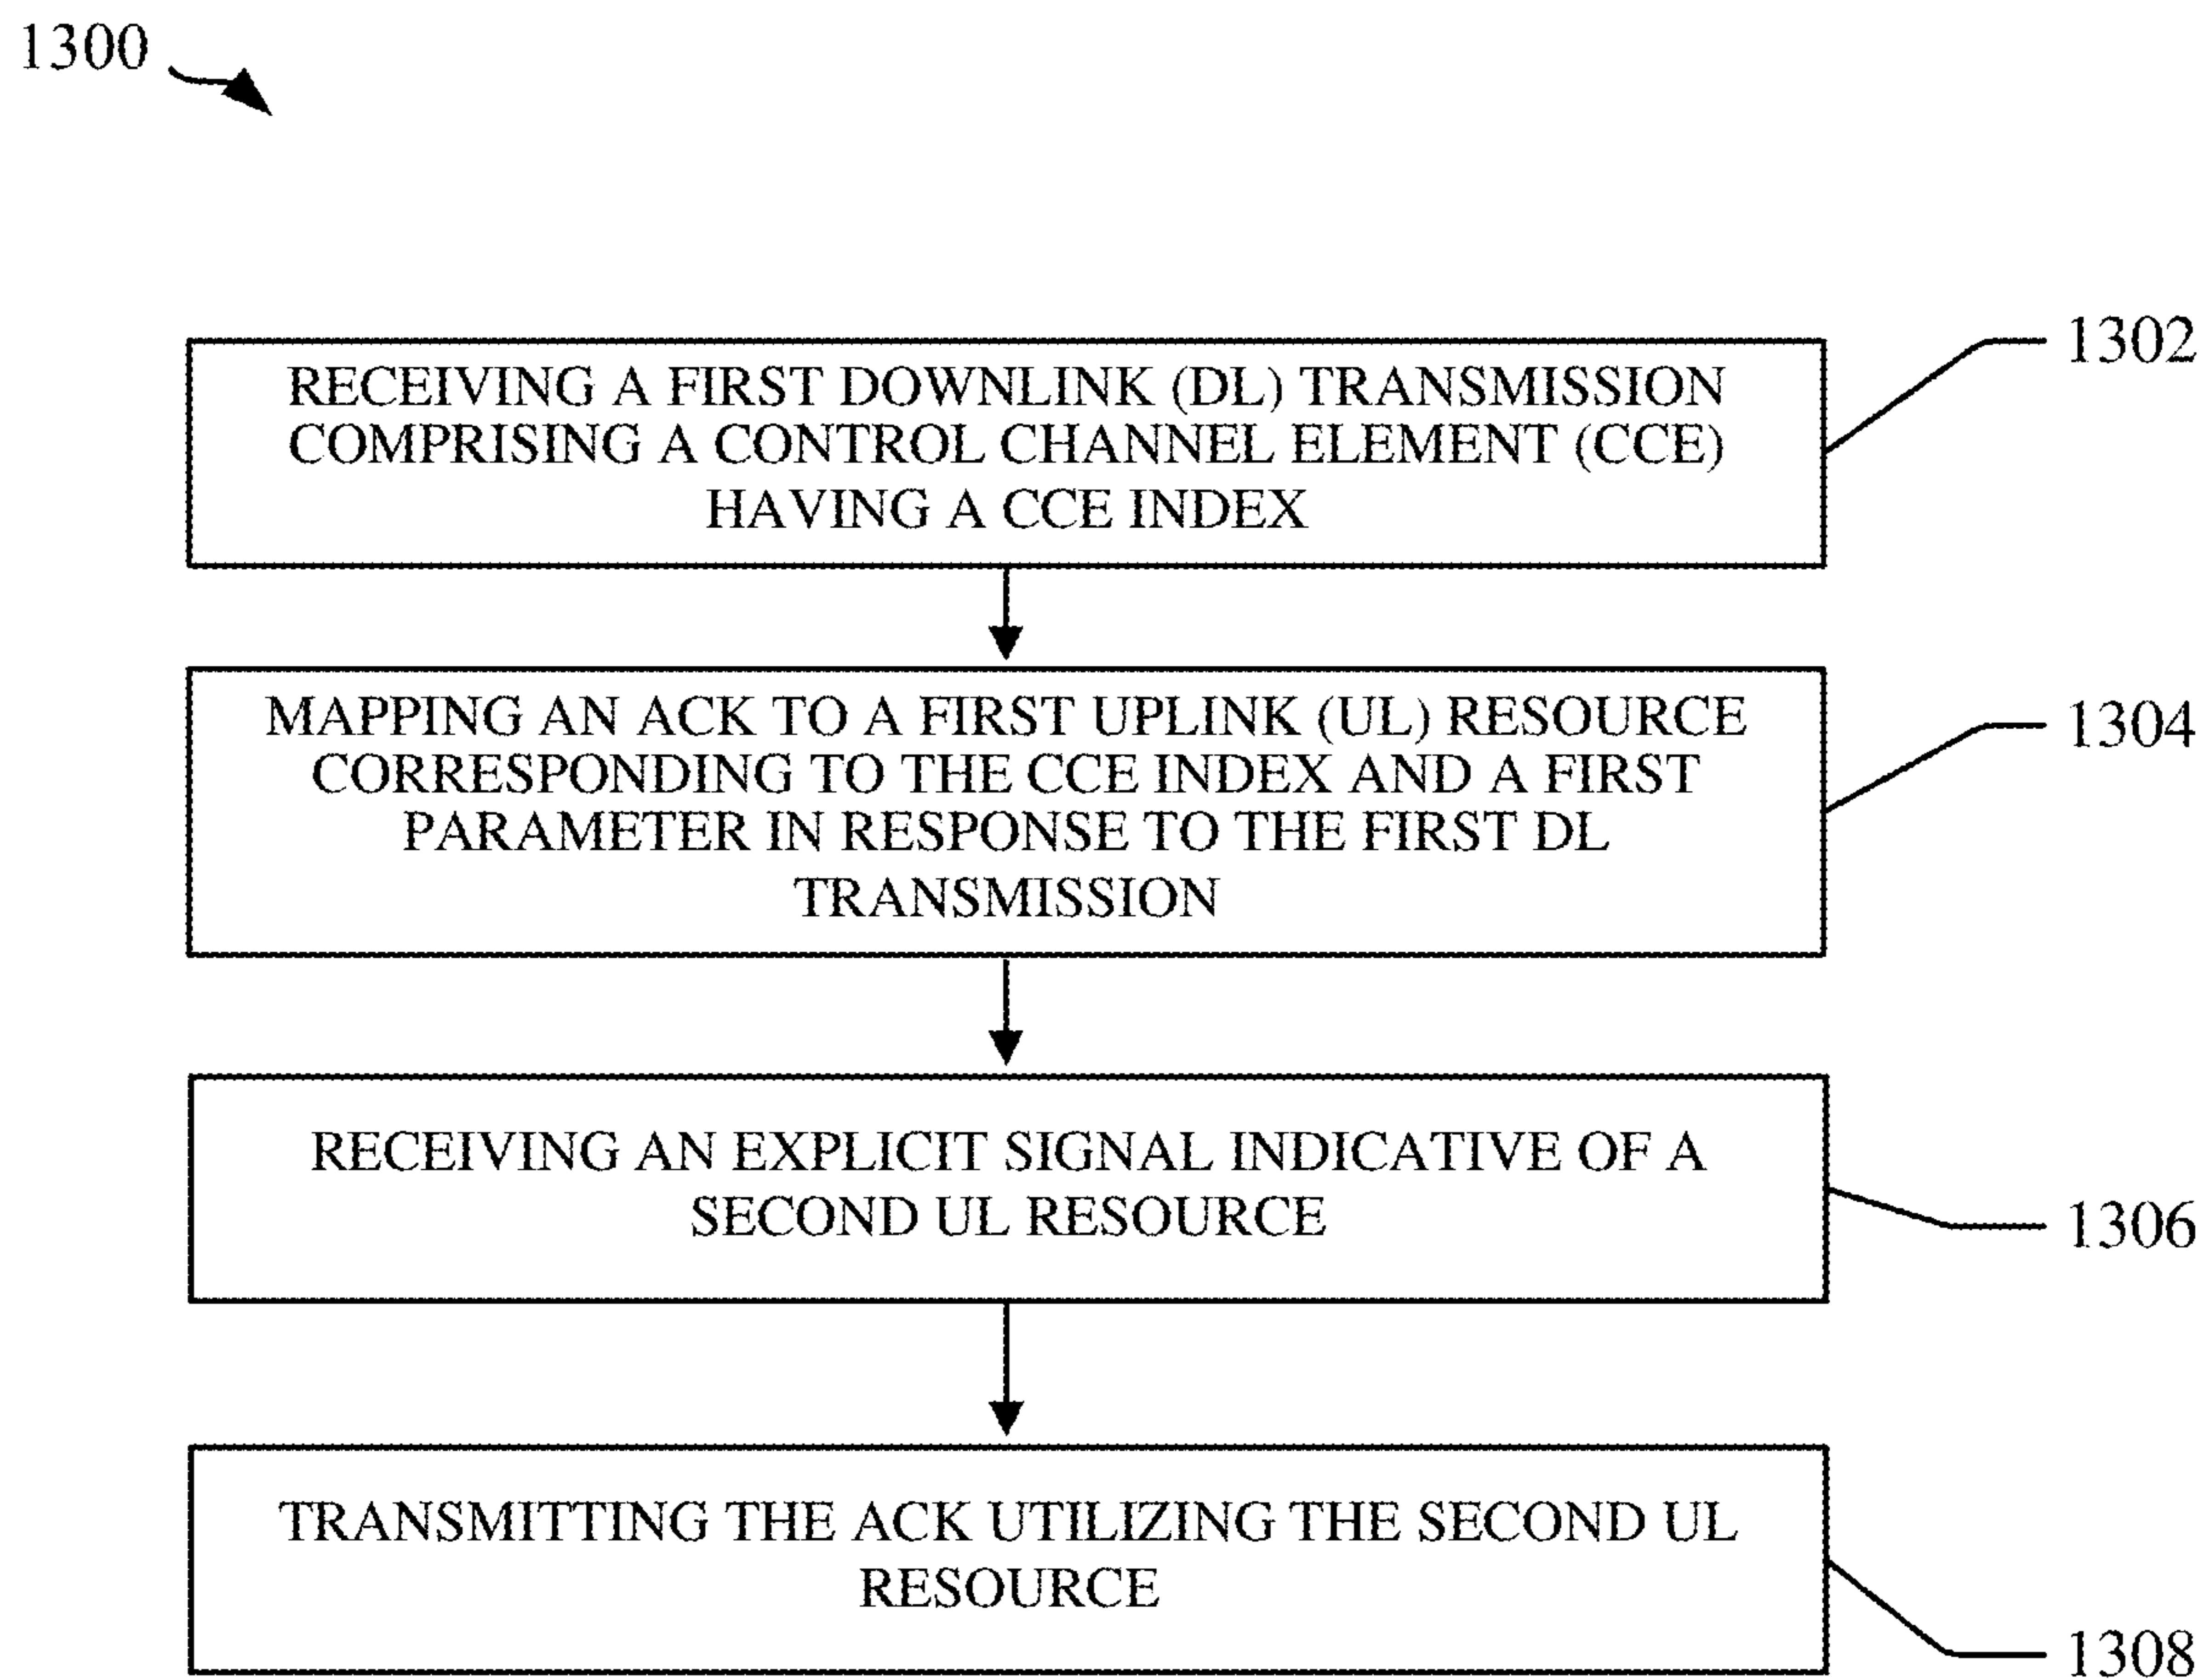 1300
RECEIVING A FIRST DOWNLINK (DL) TRANSMISSION
COMPRISING A CONTROL CHANNEL ELEMENT (CCE)
HAVING A CCE INDEX
1302
MAPPING AN ACK TO A FIRST UPLINK (UL) RESOURCE
CORRESPONDING TO THE CCE INDEX AND A FIRST
PARAMETER IN RESPONSE TO THE FIRST DL
TRANSMISSION
1304
RECEIVING AN EXPLICIT SIGNAL INDICATIVE OF A
SECOND UL RESOURCE
1306
TRANSMITTING THE ACK UTILIZING THE SECOND UL
RESOURCE
1308